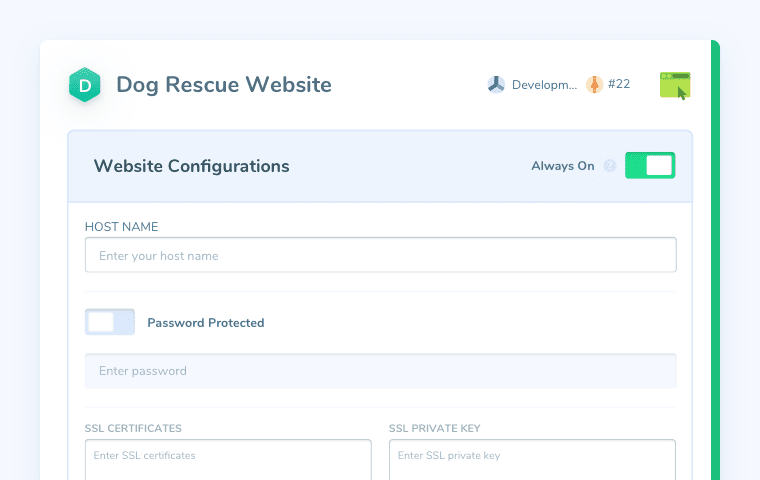 D Dog Rescue Website Developm... #22
Website Configurations Always On ?
HOST NAME
Enter your host name
Password Protected
Enter password
SSL CERTIFICATES SSL PRIVATE KEY
Enter SSL certificates Enter SSL private key